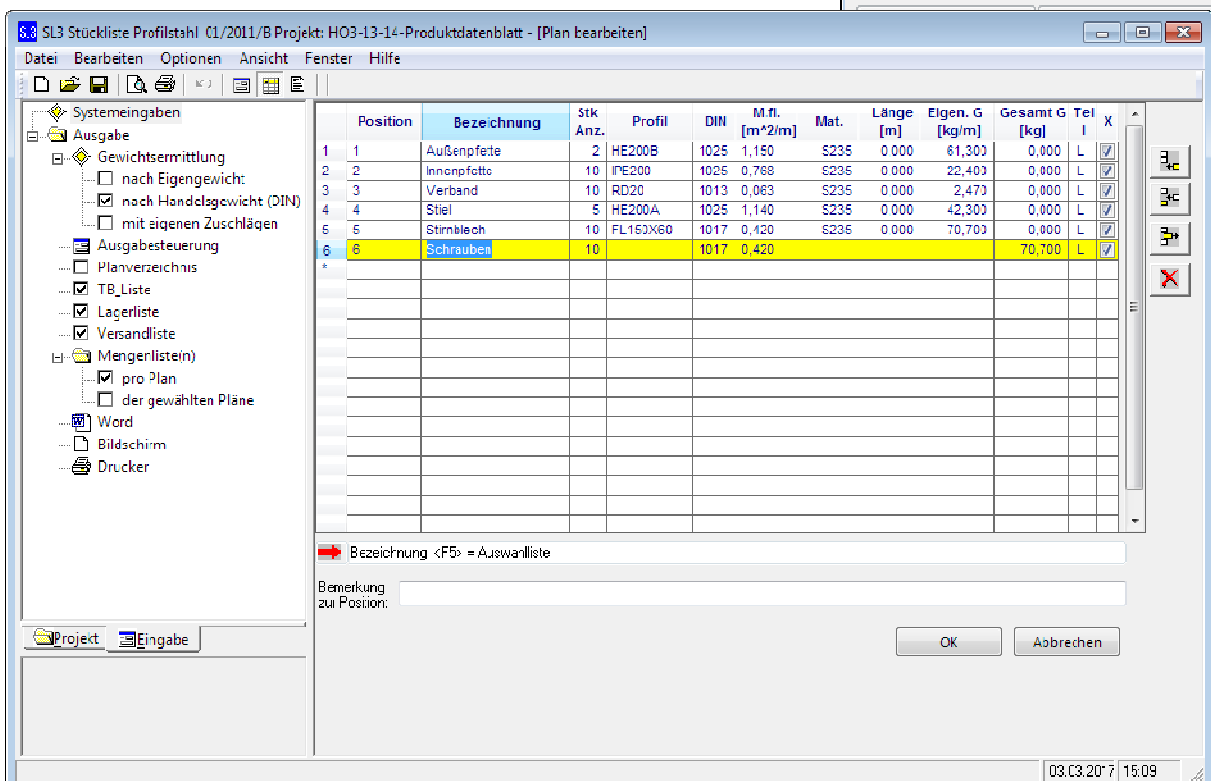 SL3 Stückliste Profilstahl 01/2011/B Projekt: HO3-13-14-Produktdatenblatt - [Plan bearbeiten]
Datei Bearbeiten Optionen Ansicht Fenster Hilfe
Systemeingaben
Ausgabe
Gewichtsermittlung
nach Eigengewicht
nach Handelsgewicht (DIN)
mit eigenen Zuschlägen
Ausgabesteuerung
Planverzeichnis
TB_Liste
Lagerliste
Versandliste
Mengenliste(n)
pro Plan
der gewählten Pläne
Word
Bildschirm
Drucker
Projekt Eingabe
Position Bezeichnung Stk Anz. Profil DIN M.fl. [m^2/m] Mat. Länge [m] Eigen. G [kg/m] Gesamt G [kg] Tel l X
1 1 Außenpfette 2 HE200B 1025 1,150 S235 0,000 61,300 0,000 L
2 2 Innenpfette 10 IPE200 1025 0,768 S235 0,000 22,400 0,000 L
3 3 Verband 10 RD20 1013 0,063 S235 0,000 2,470 0,000 L
4 4 Stiel 5 HE200A 1025 1,140 S235 0,000 42,300 0,000 L
5 5 Stirnblech 10 FL150X60 1017 0,420 S235 0,000 70,700 0,000 L
6 6 Schrauben 10 1017 0,420 70,700 L
*
Bezeichnung <F5> = Auswahlliste
Bemerkung
zur Position:
OK Abbrechen
03.03.2017 15:09